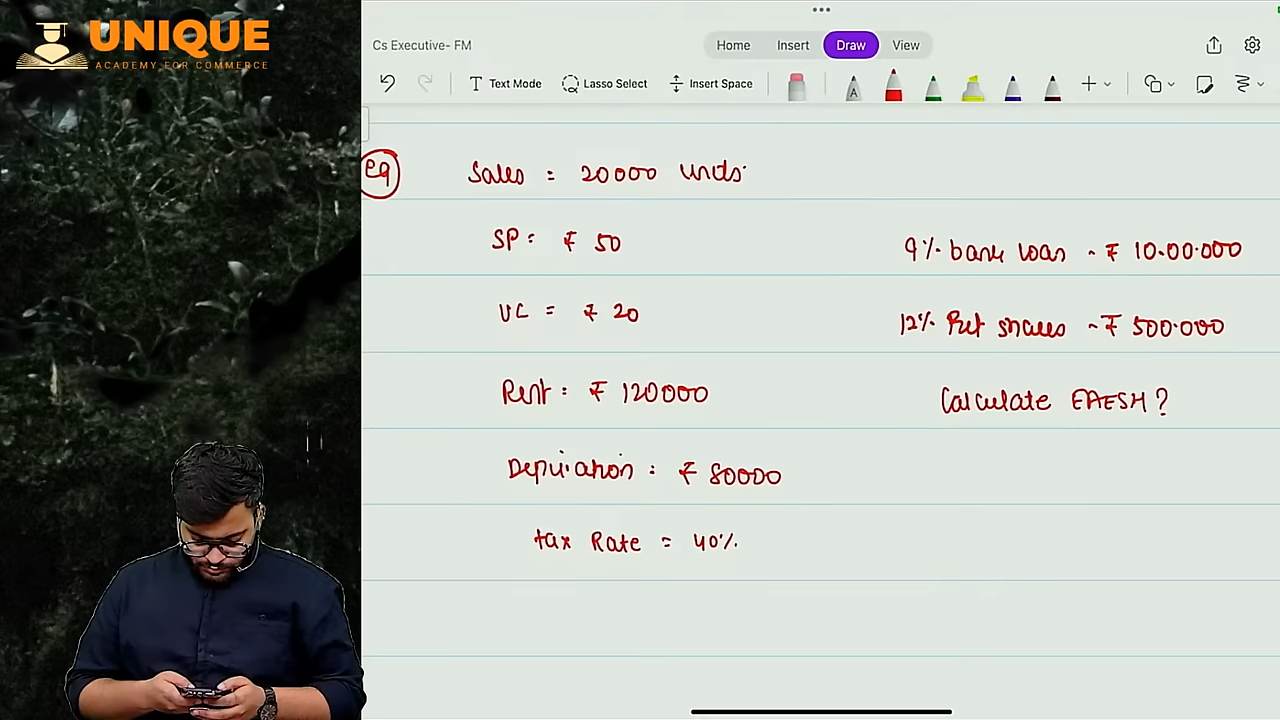 UNIQUE
ACADEMY FOR COMMERCE
Cs Executive- FM
Home Insert Draw View
Text Mode Lasso Select Insert Space
A
eg
Sales = 20000 units
SP = ₹ 50
VC = ₹ 20
Rent = ₹ 120000
Depreciation = ₹ 80000
tax Rate = 40%
9% bank loan - ₹ 10.00.000
12% Pref shares - ₹ 500.000
Calculate EAESH?